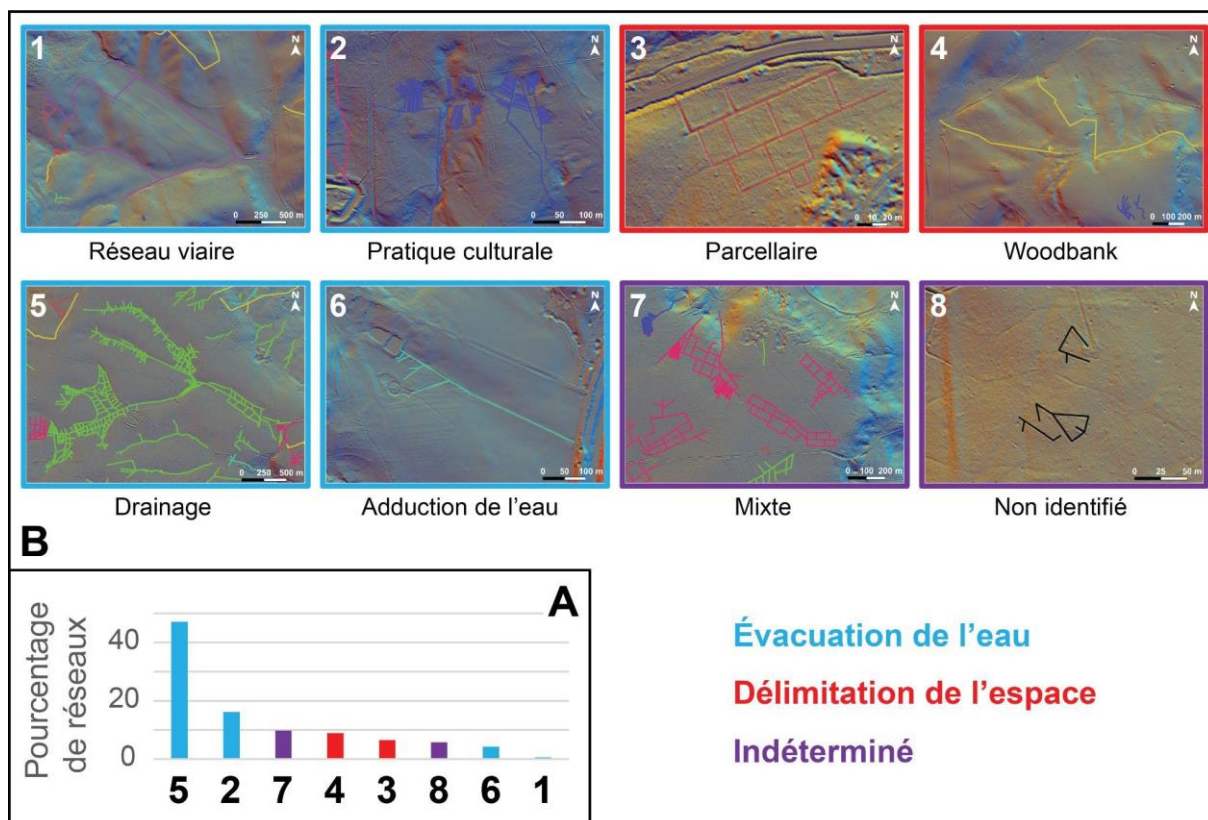 1
N
0 250 500 m
Réseau viaire
2
N
0 50 100 m
Pratique culturale
3
N
0 10 20 m
Parcellaire
4
N
0 100 200 m
Woodbank
5
N
0 250 500 m
Drainage
6
N
0 50 100 m
Adduction de l’eau
7
N
0 100 200 m
Mixte
8
N
0 25 50 m
Non identifié
B
A
Pourcentage
de réseaux
40
20
0
5 2 7 4 3 8 6 1
Évacuation de l’eau
Délimitation de l’espace
Indéterminé